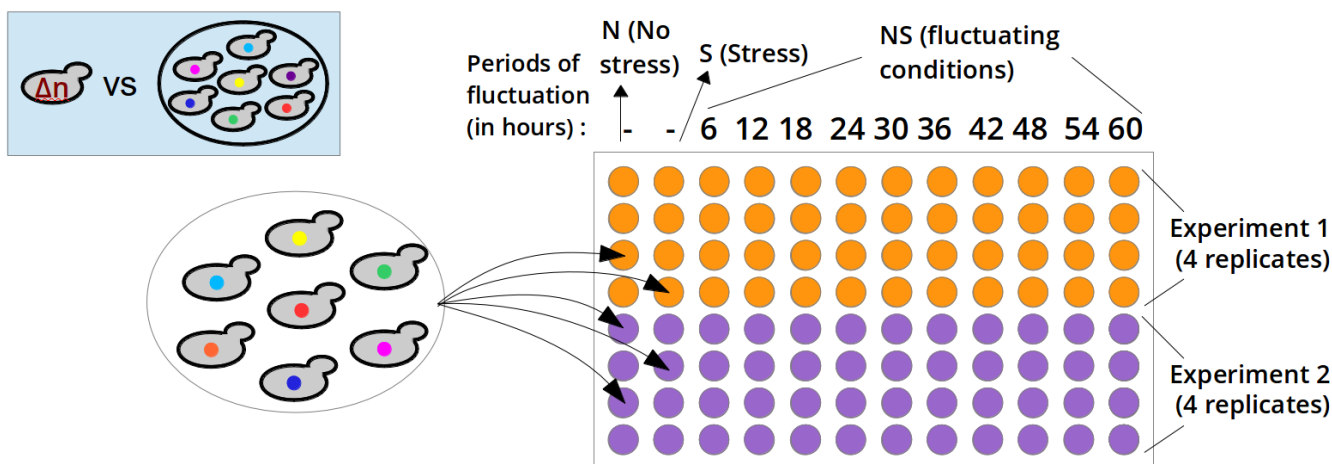 Δn vs
Periods of
fluctuation
(in hours) :
N (No
stress)
S (Stress)
NS (fluctuating
conditions)
- - 6 12 18 24 30 36 42 48 54 60
Experiment 1
(4 replicates)
Experiment 2
(4 replicates)